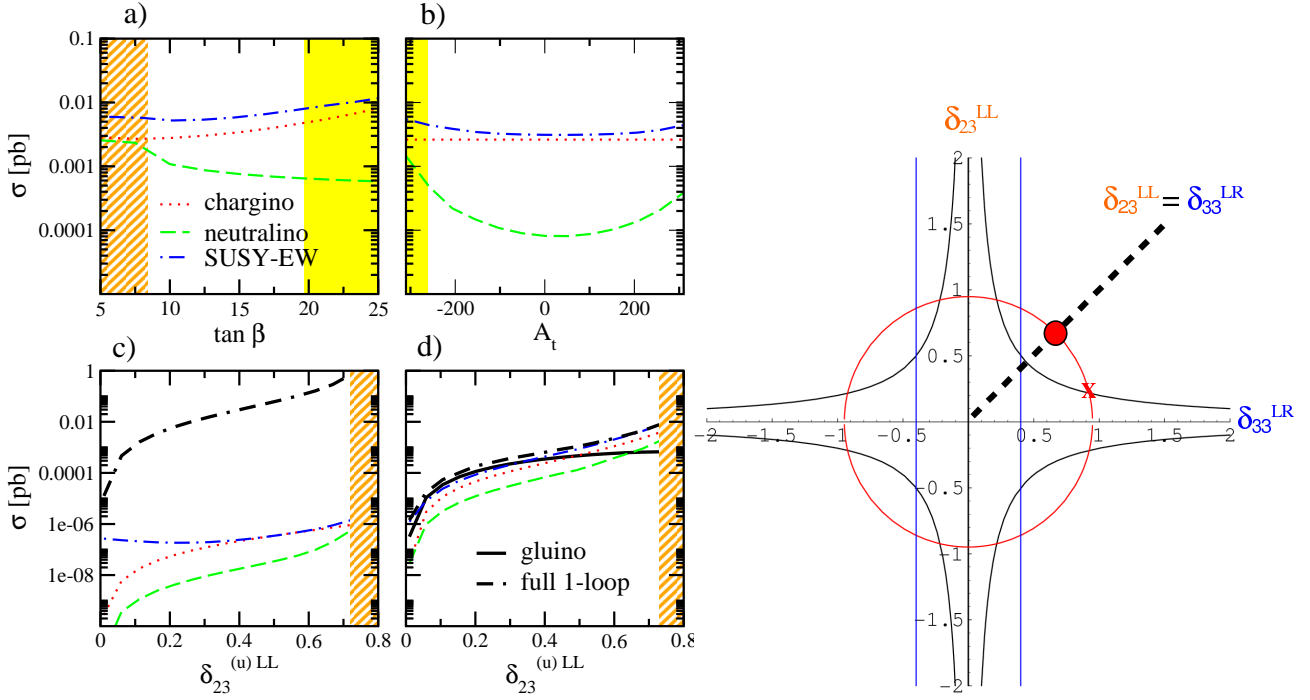 a)
b)
0.1
0.01
0.001
0.0001
σ [pb]
chargino
neutralino
SUSY-EW
5 10 15 20 25
tan β
-200 0 200
A_t
c)
d)
1
0.01
0.0001
1e-06
1e-08
σ [pb]
gluino
full 1-loop
0 0.2 0.4 0.6 0.8
0 0.2 0.4 0.6 0.8
δ_23^(u) LL
δ_23^(u) LL
δ_23^LL
2
δ_23^LL = δ_33^LR
1.5
1
0.5
x
-2 -1.5 -1 -0.5 0.5 1 1.5 2
δ_33^LR
-0.5
-1
-1.5
-2